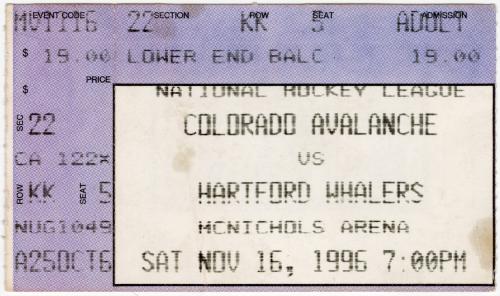 EVENT CODE SECTION ROW SEAT ADMISSION
MV1116 22 KK 5 ADULT
$ 19.00 LOWER END BALC 19.00
PRICE
$ NATIONAL HOCKEY LEAGUE
SEC 22 COLORADO AVALANCHE
CA 122× VS
ROW KK SEAT 5 HARTFORD WHALERS
NUG1049 MCNICHOLS ARENA
A25OCT6 SAT NOV 16, 1996 7:00PM